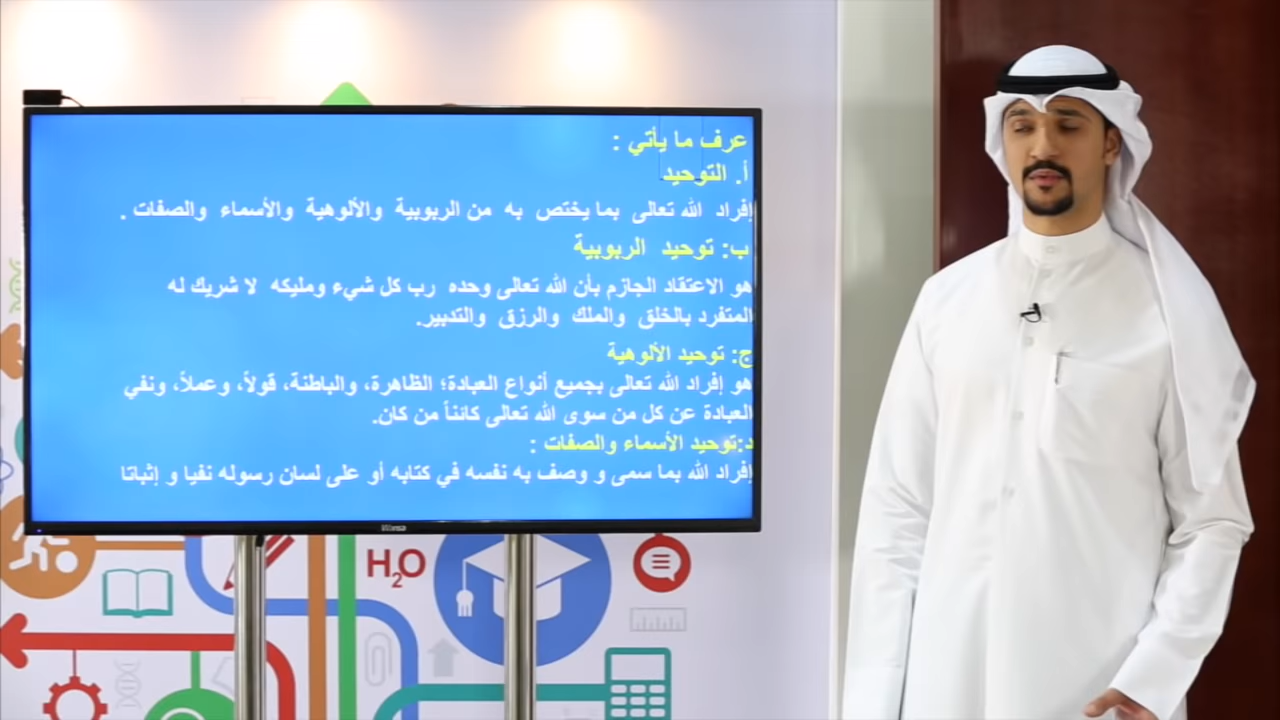 عرف ما يأتي :
أ. التوحيد
إفراد الله تعالى بما يختص به من الربوبية والألوهية والأسماء والصفات .
ب: توحيد الربوبية
هو الاعتقاد الجازم بأن الله تعالى وحده رب كل شيء ومليكه لا شريك له
المتفرد بالخلق والملك والرزق والتدبير.
ج: توحيد الألوهية
هو إفراد الله تعالى بجميع أنواع العبادة؛ الظاهرة، والباطنة، قولاً، وعملاً، ونفي
العبادة عن كل من سوى الله تعالى كائناً من كان.
د:توحيد الأسماء والصفات :
إفراد الله بما سمى و وصف به نفسه في كتابه أو على لسان رسوله نفيا و إثباتا
Wansa
H2O